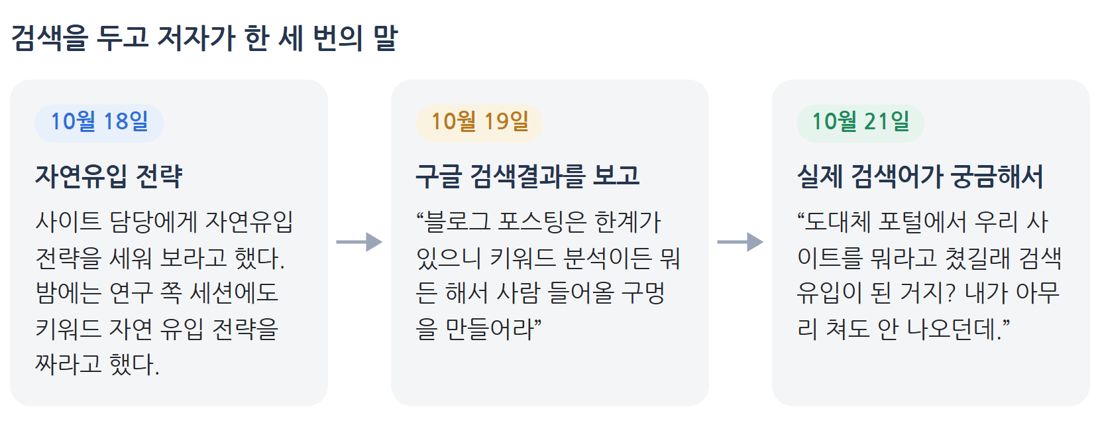 검색을 두고 저자가 한 세 번의 말
10월 18일
자연유입 전략
사이트 담당에게 자연유입
전략을 세워 보라고 했다.
밤에는 연구 쪽 세션에도
키워드 자연 유입 전략을
짜라고 했다.
10월 19일
구글 검색결과를 보고
“블로그 포스팅은 한계가
있으니 키워드 분석이든 뭐
든 해서 사람 들어올 구멍
을 만들어라”
10월 21일
실제 검색어가 궁금해서
“도대체 포털에서 우리 사
이트를 뭐라고 쳤길래 검색
유입이 된 거지? 내가 아무
리 쳐도 안 나오던데.”